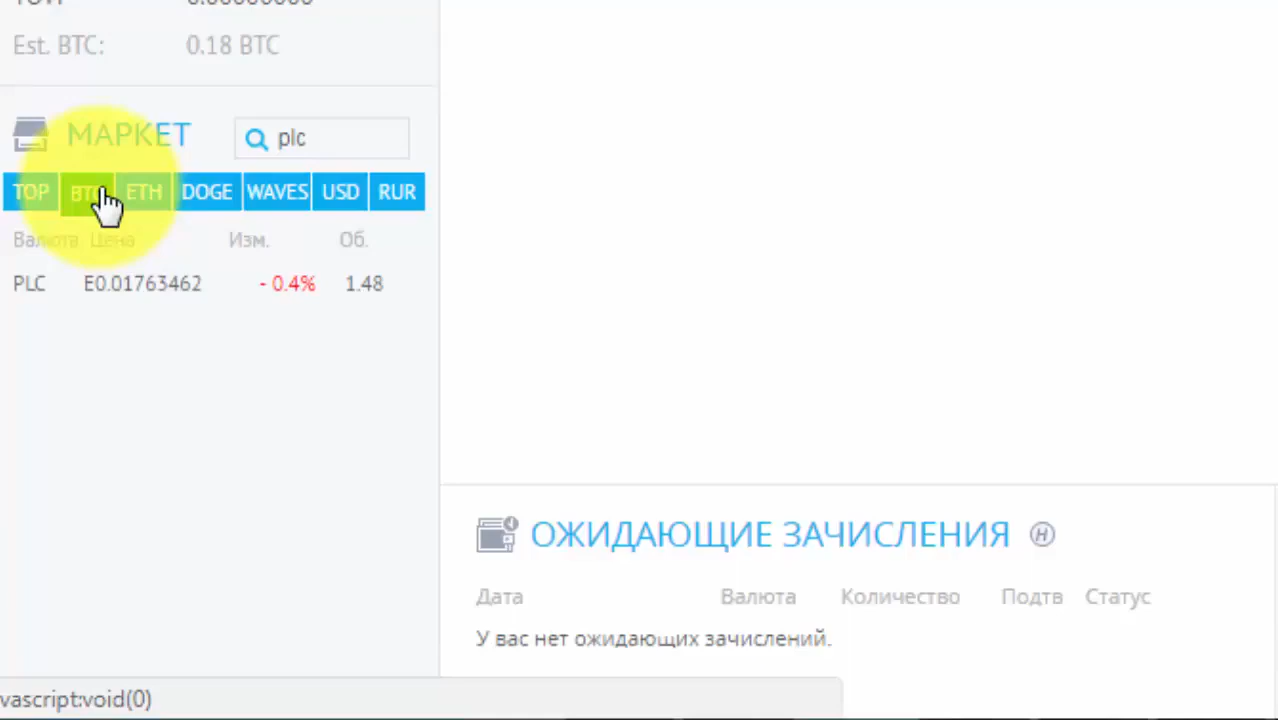 Est. BTC: 0.18 BTC
МАРКЕТ plc
TOP BTC ETH DOGE WAVES USD RUR
Валюта Цена Изм. Об.
PLC E0.01763462 - 0.4% 1.48
ОЖИДАЮЩИЕ ЗАЧИСЛЕНИЯ H
Дата Валюта Количество Подтв Статус
У вас нет ожидающих зачислений.
vascript:void(0)